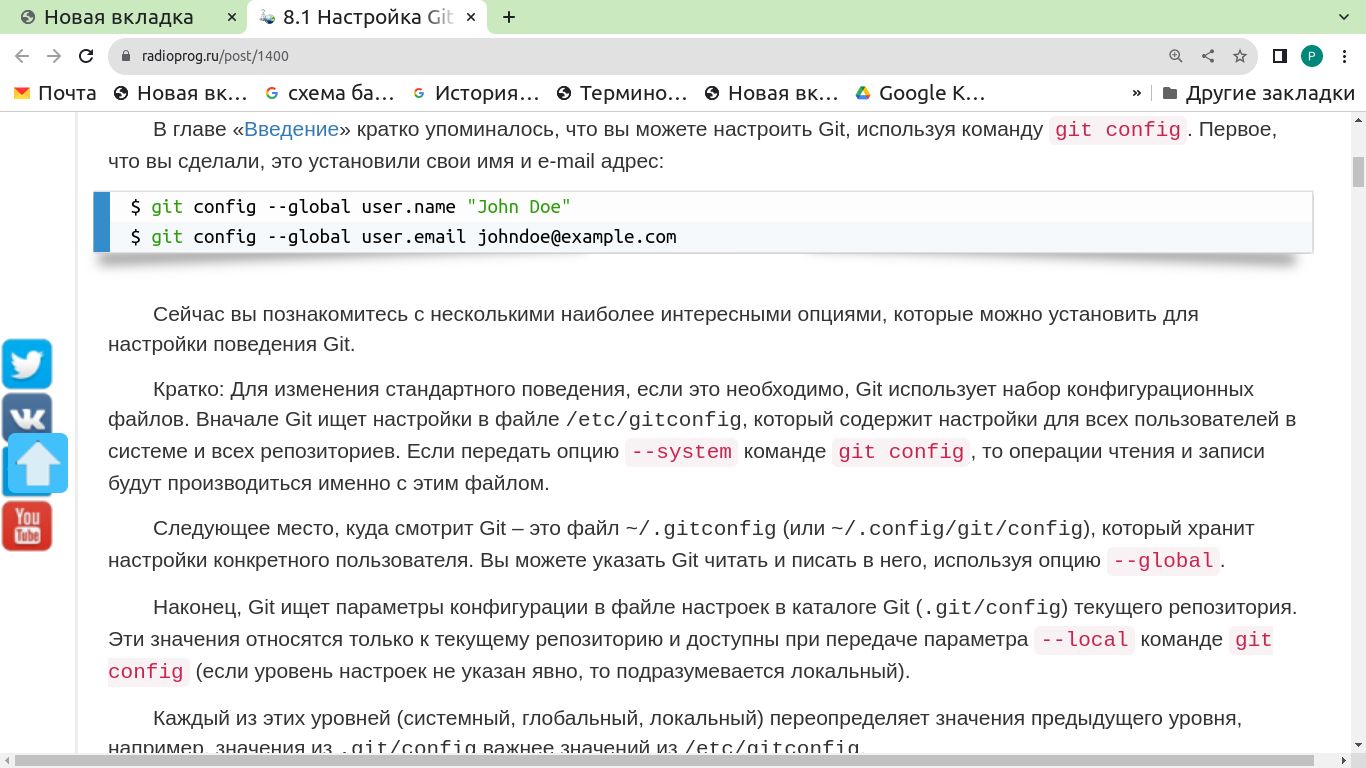 Новая вкладка
8.1 Настройка Git
radioprog.ru/post/1400
P
Почта
Новая вк...
схема ба...
История...
Термино...
Новая вк...
Google К...
»
Другие закладки
В главе «Введение» кратко упоминалось, что вы можете настроить Git, используя команду git config. Первое,
что вы сделали, это установили свои имя и e-mail адрес:
$ git config --global user.name "John Doe"
$ git config --global user.email johndoe@example.com
Сейчас вы познакомитесь с несколькими наиболее интересными опциями, которые можно установить для
настройки поведения Git.
Кратко: Для изменения стандартного поведения, если это необходимо, Git использует набор конфигурационных
файлов. Вначале Git ищет настройки в файле /etc/gitconfig, который содержит настройки для всех пользователей в
системе и всех репозиториев. Если передать опцию --system команде git config, то операции чтения и записи
будут производиться именно с этим файлом.
Следующее место, куда смотрит Git – это файл ~/.gitconfig (или ~/.config/git/config), который хранит
настройки конкретного пользователя. Вы можете указать Git читать и писать в него, используя опцию --global.
Наконец, Git ищет параметры конфигурации в файле настроек в каталоге Git (.git/config) текущего репозитория.
Эти значения относятся только к текущему репозиторию и доступны при передаче параметра --local команде git
config (если уровень настроек не указан явно, то подразумевается локальный).
Каждый из этих уровней (системный, глобальный, локальный) переопределяет значения предыдущего уровня,
например, значения из .git/config важнее значений из /etc/gitconfig.
You
Tube